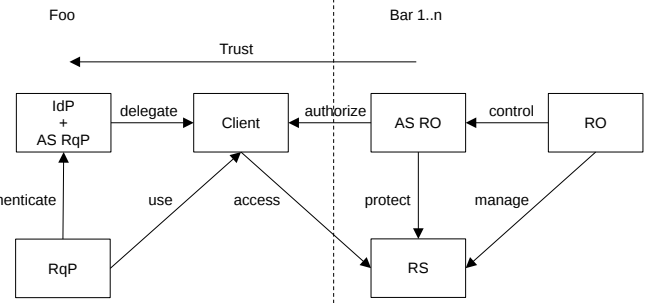 Foo
Bar 1..n
Trust
IdP
+
AS RqP
delegate
Client
authorize
AS RO
control
RO
use
access
protect
manage
RqP
RS